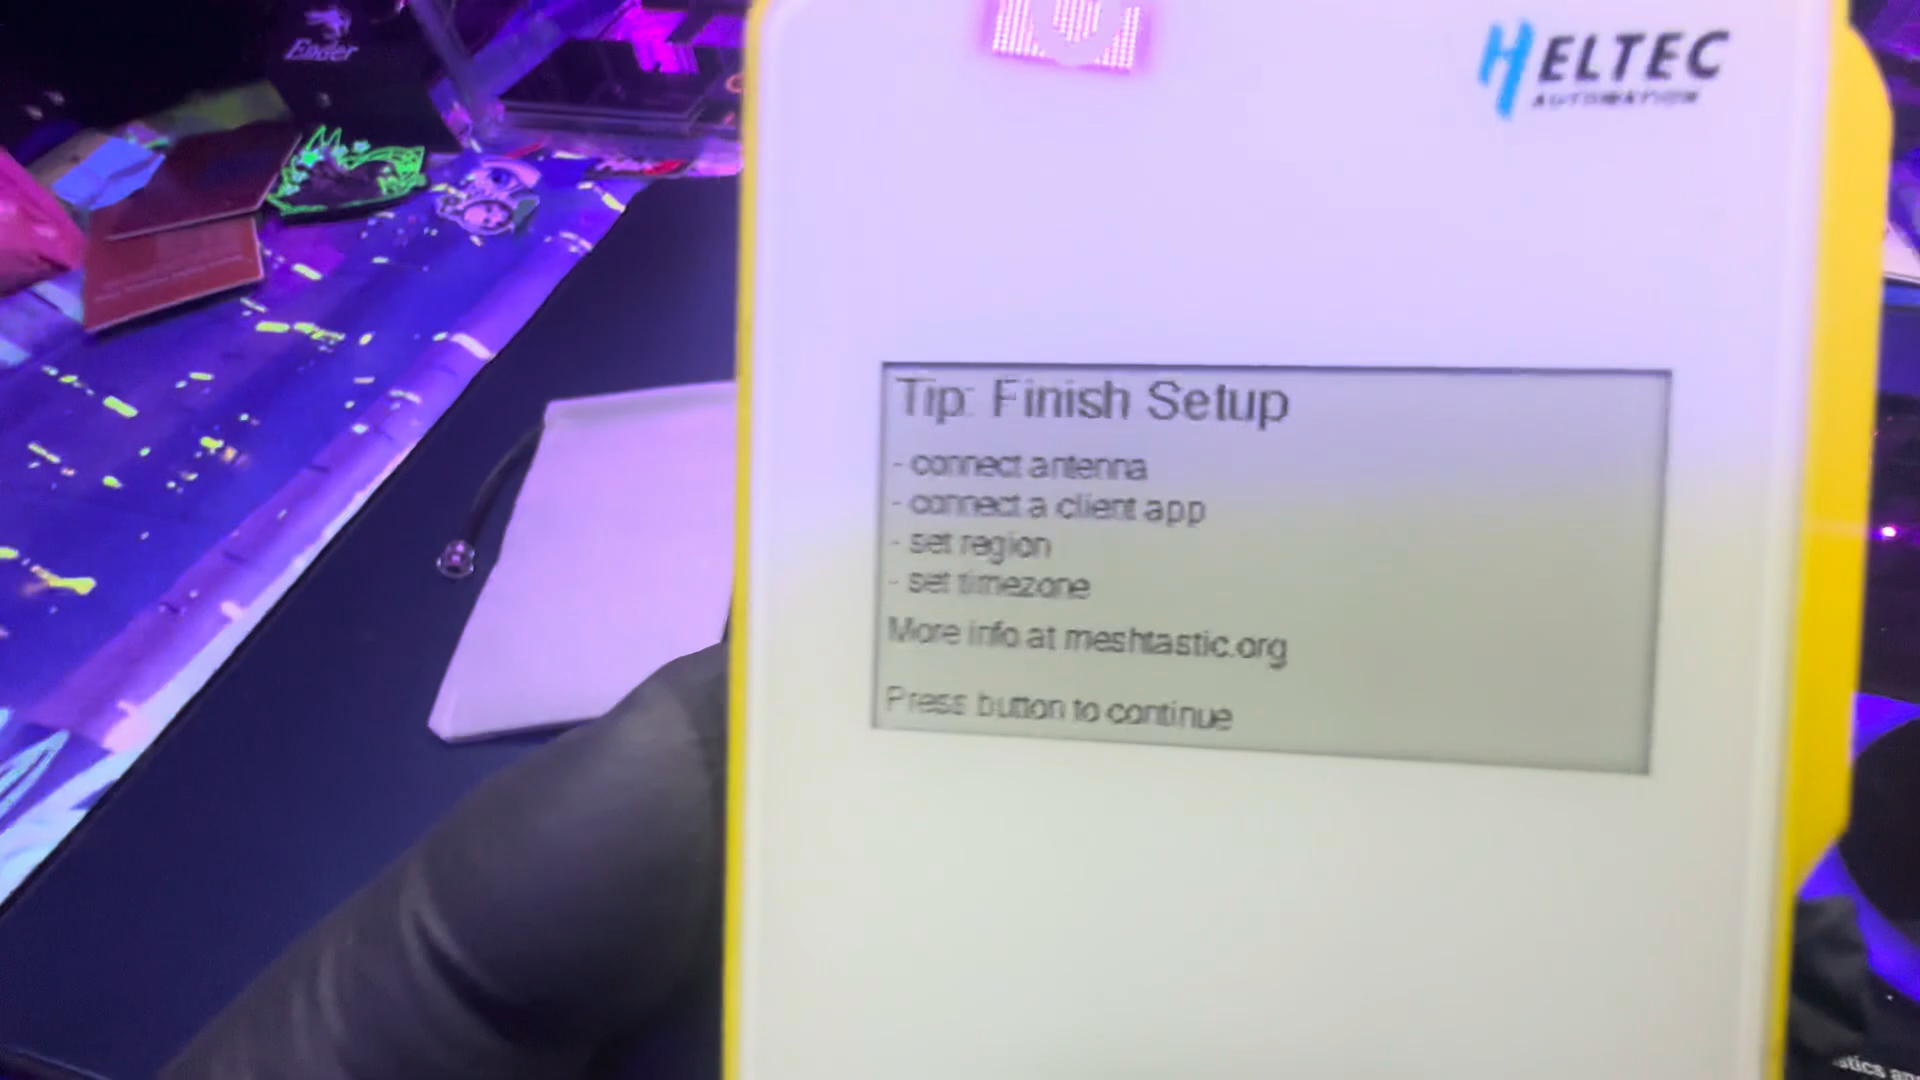 Ender
HELTEC
AUTOMATION
Tip: Finish Setup
- connect antenna
- connect a client app
- set region
- set timezone
More info at meshtastic.org
Press button to continue